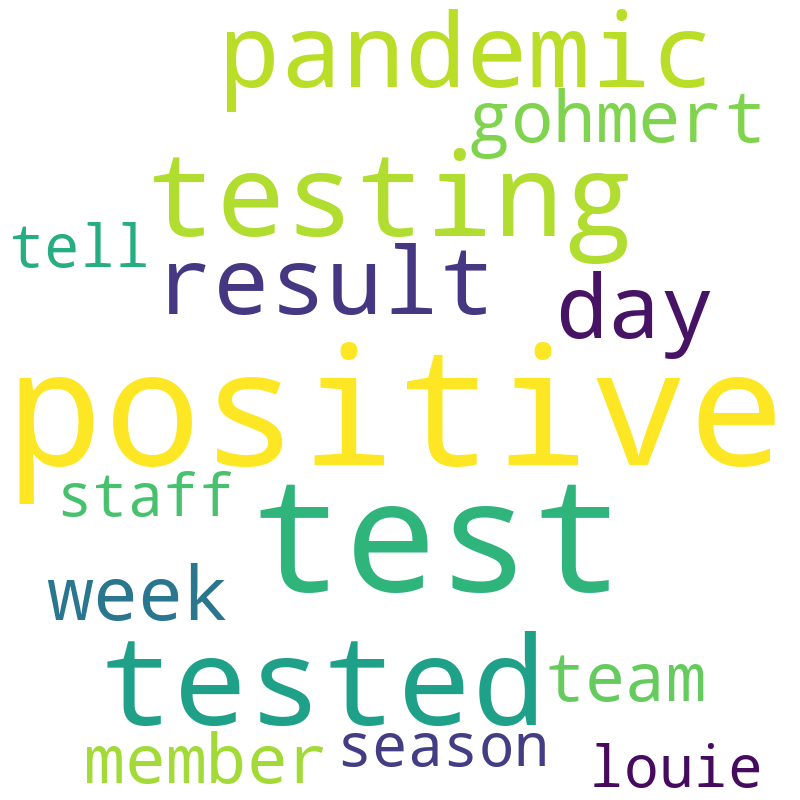 pandemic
gohmert
testing
tell
result
day
positive
staff
test
week
tested
team
member
season
louie